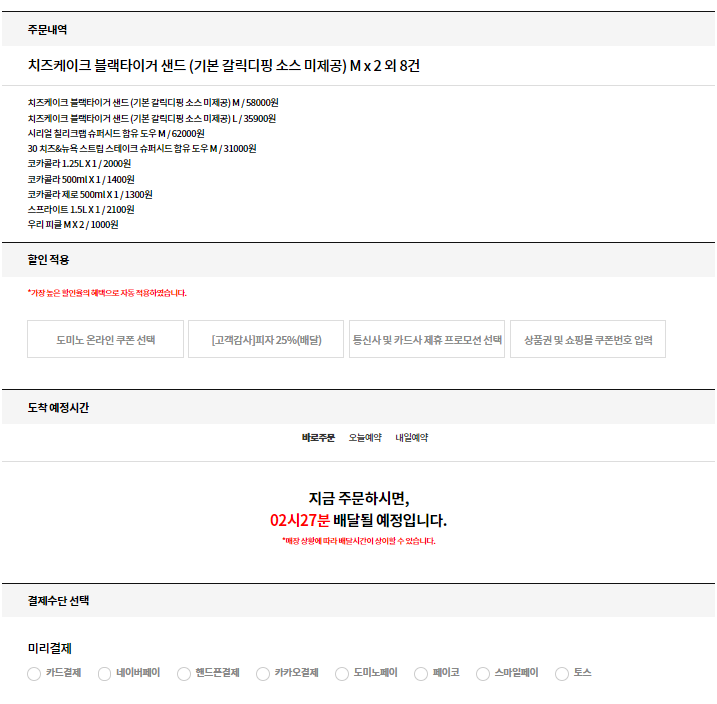 주문내역
치즈케이크 블랙타이거 샌드 (기본 갈릭디핑 소스 미제공) M x 2 외 8건
치즈케이크 블랙타이거 샌드 (기본 갈릭디핑 소스 미제공) M / 58000원
치즈케이크 블랙타이거 샌드 (기본 갈릭디핑 소스 미제공) L / 35900원
시리얼 칠리크랩 슈퍼시드 함유 도우 M / 62000원
30 치즈&뉴욕 스트립 스테이크 슈퍼시드 함유 도우 M / 31000원
코카콜라 1.25L X 1 / 2000원
코카콜라 500ml X 1 / 1400원
코카콜라 제로 500ml X 1 / 1300원
스프라이트 1.5L X 1 / 2100원
우리 피클 M X 2 / 1000원
할인 적용
*가장 높은 할인율의 혜택으로 자동 적용하였습니다.
도미노 온라인 쿠폰 선택 [고객감사]피자 25%(배달) 통신사 및 카드사 제휴 프로모션 선택 상품권 및 쇼핑몰 쿠폰번호 입력
도착 예정시간
바로주문 오늘예약 내일예약
지금 주문하시면,
02시27분 배달될 예정입니다.
*매장 상황에 따라 배달시간이 상이할 수 있습니다.
결제수단 선택
미리결제
카드결제 네이버페이 핸드폰결제 카카오결제 도미노페이 페이코 스마일페이 토스